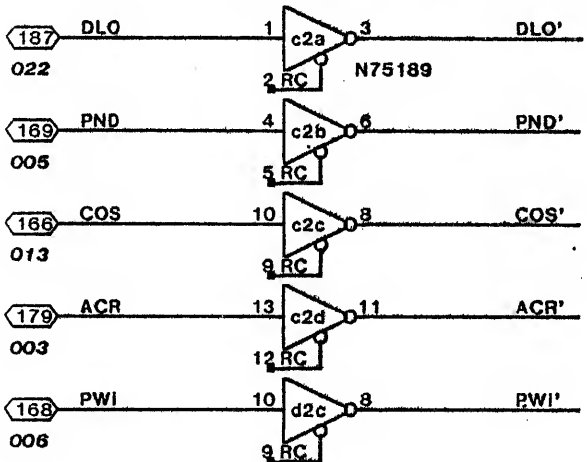 187 DLO 1 c2a 3 DLO'
022 2 RC N75189
169 PND 4 c2b 6 PND'
005 5 RC
166 COS 10 c2c 8 COS'
013 9 RC
179 ACR 13 c2d 11 ACR'
003 12 RC
168 PWI 10 d2c 8 PWI'
006 9 RC